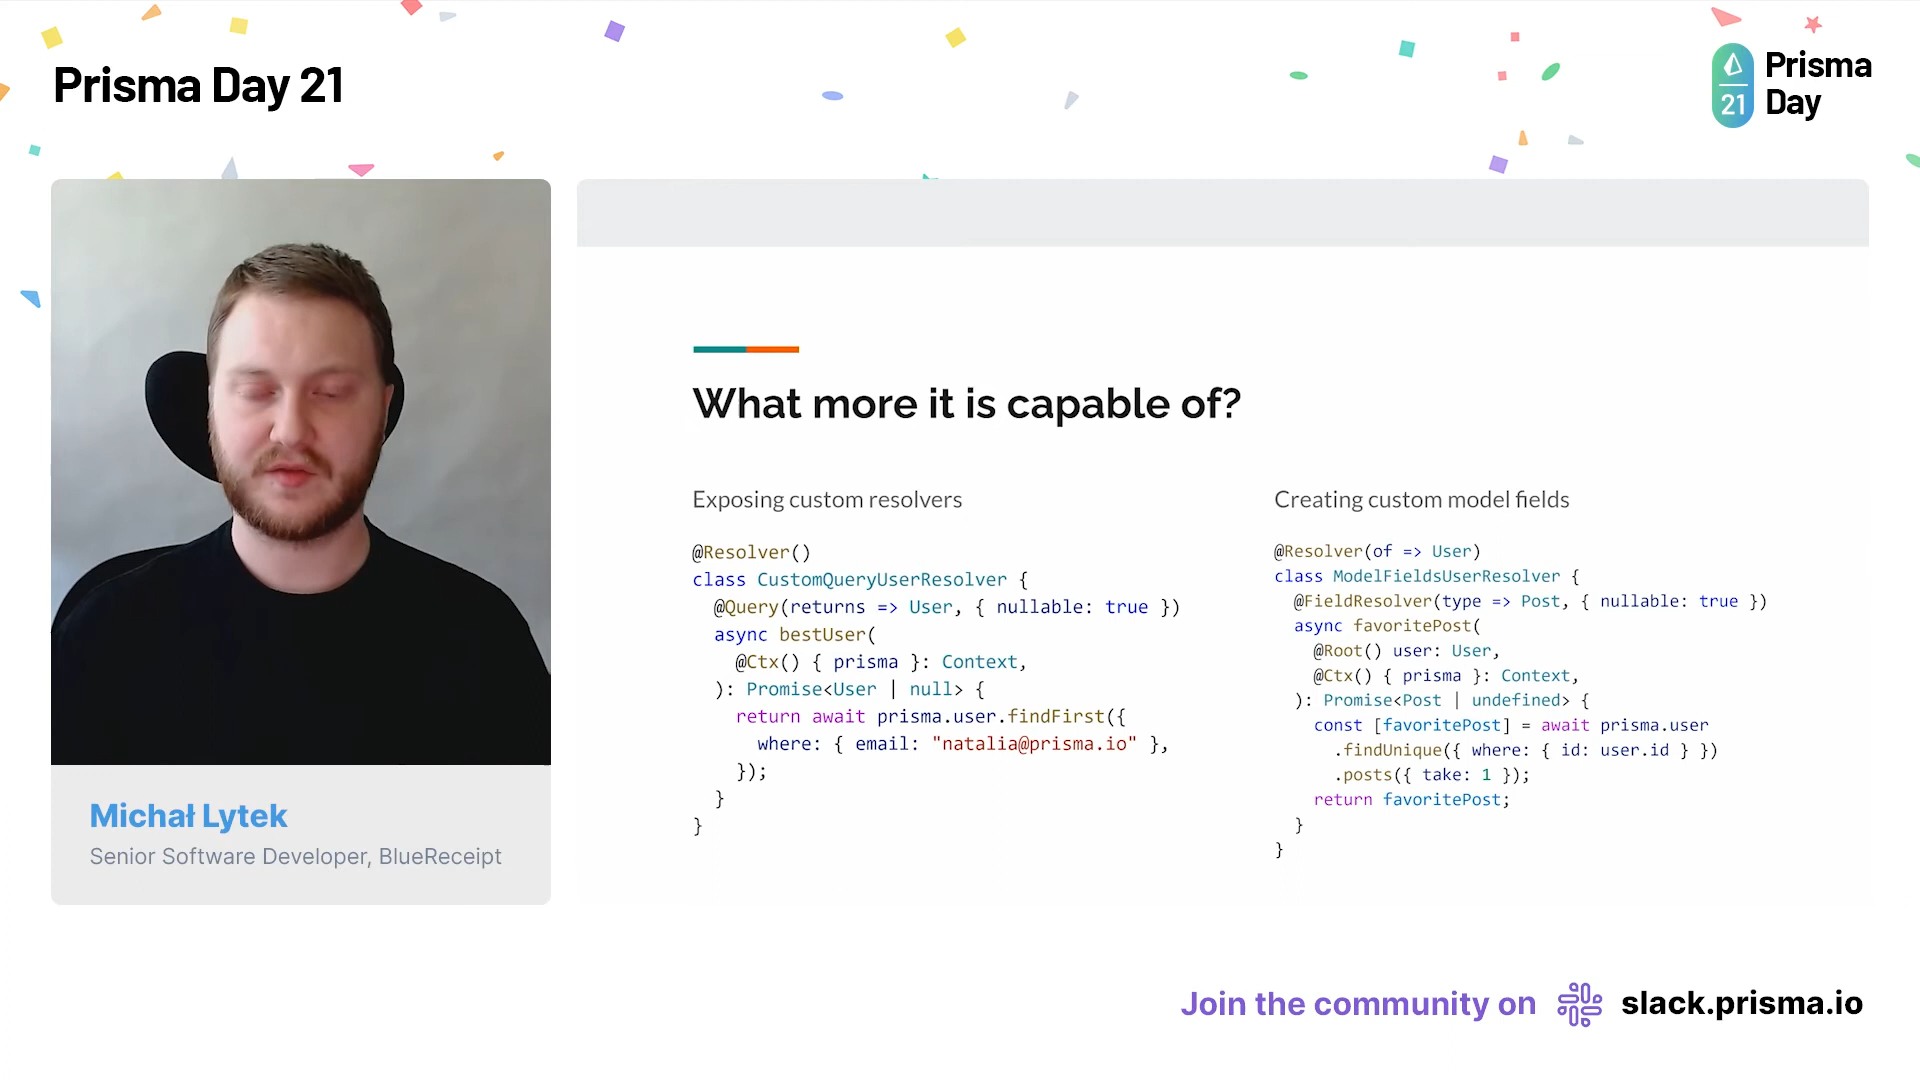 Prisma Day 21
21
Prisma
Day
What more it is capable of?
Exposing custom resolvers
@Resolver()
class CustomQueryUserResolver {
  @Query(returns => User, { nullable: true })
  async bestUser(
    @Ctx() { prisma }: Context,
  ): Promise<User | null> {
    return await prisma.user.findFirst({
      where: { email: "natalia@prisma.io" },
    });
  }
}
Creating custom model fields
@Resolver(of => User)
class ModelFieldsUserResolver {
  @FieldResolver(type => Post, { nullable: true })
  async favoritePost(
    @Root() user: User,
    @Ctx() { prisma }: Context,
  ): Promise<Post | undefined> {
    const [favoritePost] = await prisma.user
      .findUnique({ where: { id: user.id } })
      .posts({ take: 1 });
    return favoritePost;
  }
}
Michał Lytek
Senior Software Developer, BlueReceipt
Join the community on slack.prisma.io